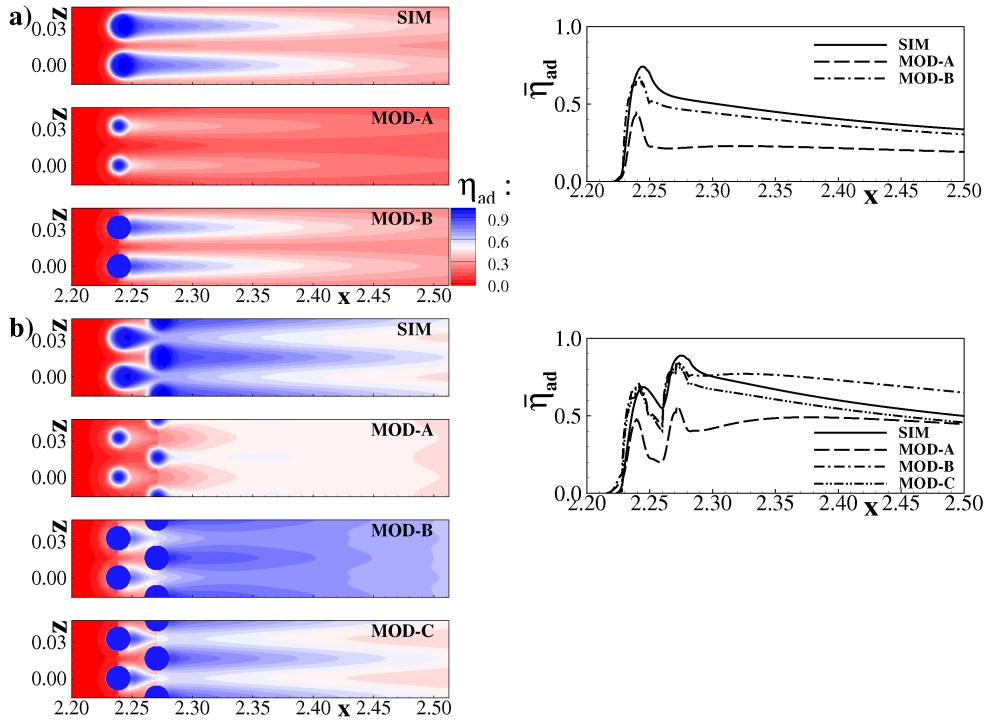 a)
z
0.03
0.00
SIM
MOD-A
0.03
0.00
z
MOD-B
0.03
0.00
2.20 2.25 2.30 2.35 2.40 2.45 2.50
x
η_ad :
0.9
0.6
0.3
0.0
η̄_ad
1.0
0.5
0.0
2.20 2.25 2.30 2.35 2.40 2.45 2.50
x
SIM
MOD-A
MOD-B
b)
z
0.03
0.00
SIM
z
0.03
0.00
MOD-A
z
0.03
0.00
MOD-B
z
0.03
0.00
MOD-C
2.20 2.25 2.30 2.35 2.40 2.45 2.50
x
η̄_ad
1.0
0.5
0.0
2.20 2.25 2.30 2.35 2.40 2.45 2.50
x
SIM
MOD-A
MOD-B
MOD-C